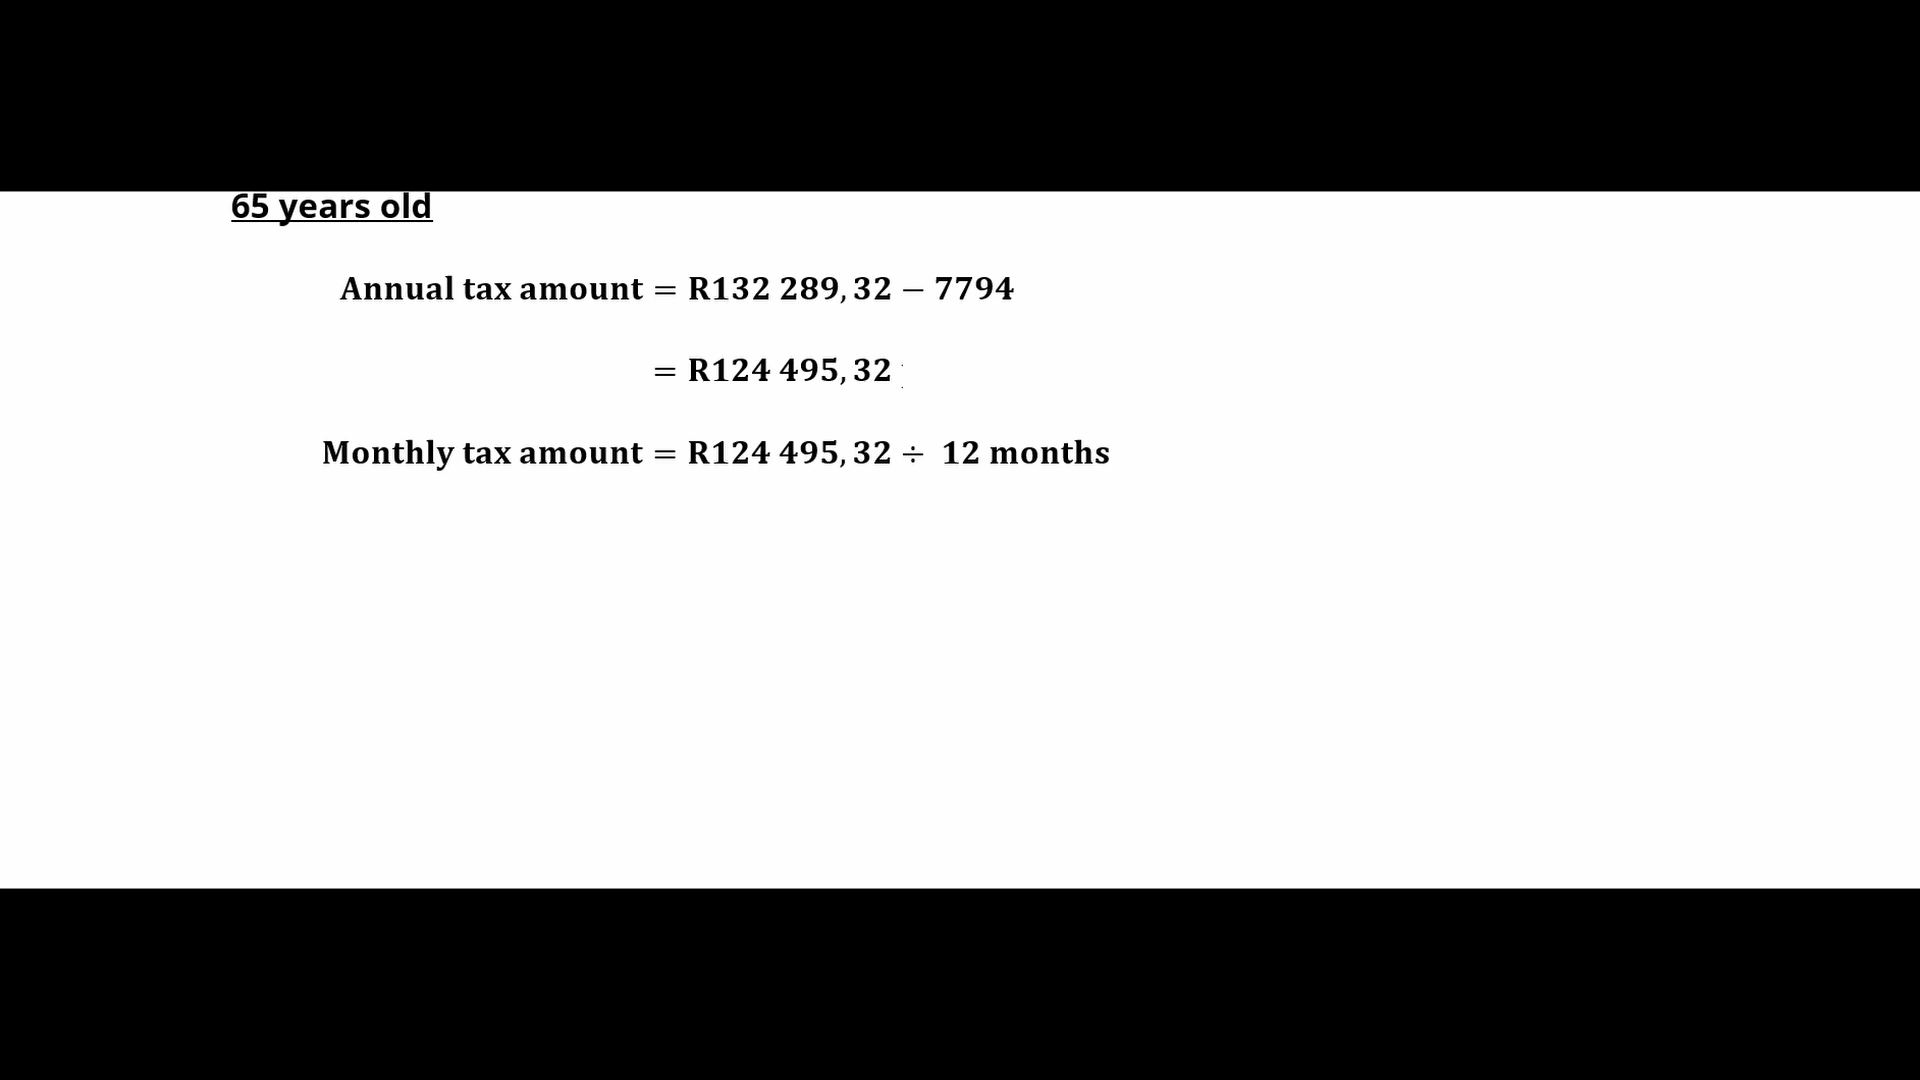 65 years old
Annual tax amount = R132 289, 32 − 7794
= R124 495, 32
Monthly tax amount = R124 495, 32 ÷ 12 months